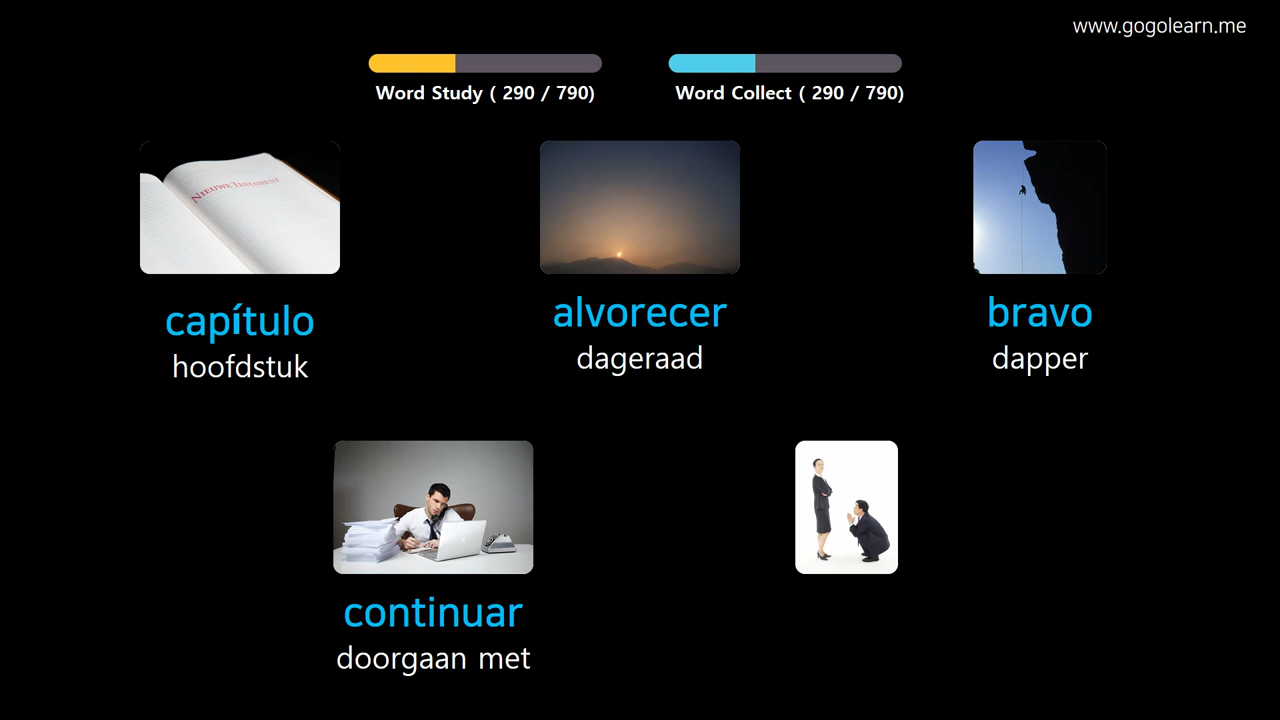 www.gogolearn.me
Word Study ( 290 / 790)
Word Collect ( 290 / 790)
NIEUWE TESTAMENT
capítulo
hoofdstuk
alvorecer
dageraad
bravo
dapper
continuar
doorgaan met